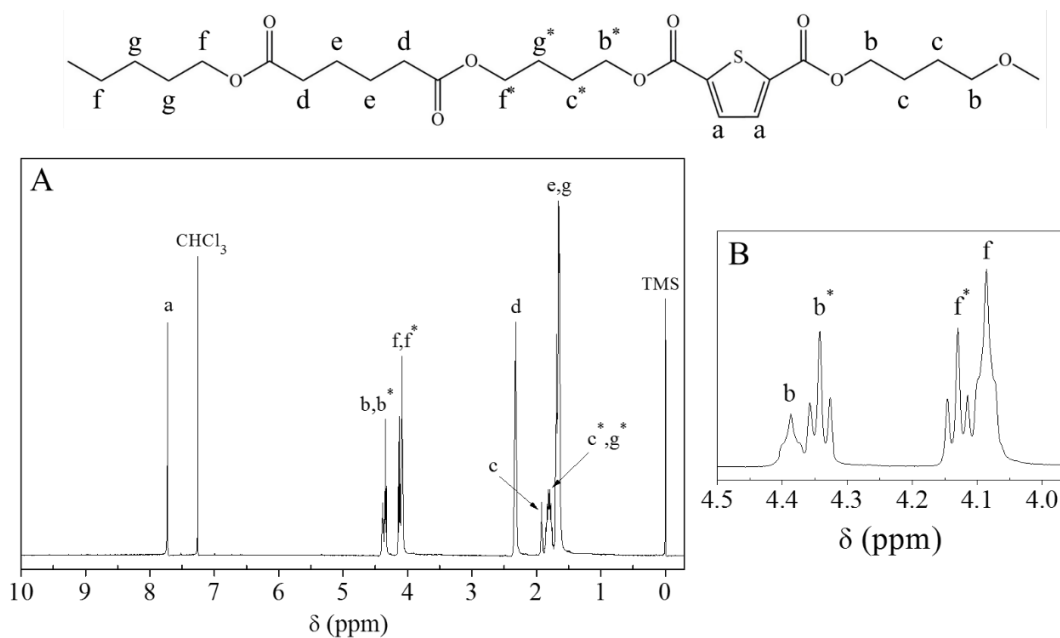 O O S O
g f e d g* b* b c
O O O O O
f g d e f* c* c b
O a a
A
e,g
CHCl3
TMS
a
d
f,f*
b,b*
c*,g*
c
10 9 8 7 6 5 4 3 2 1 0
δ (ppm)
B
f
b*
f*
b
4.5 4.4 4.3 4.2 4.1 4.0
δ (ppm)